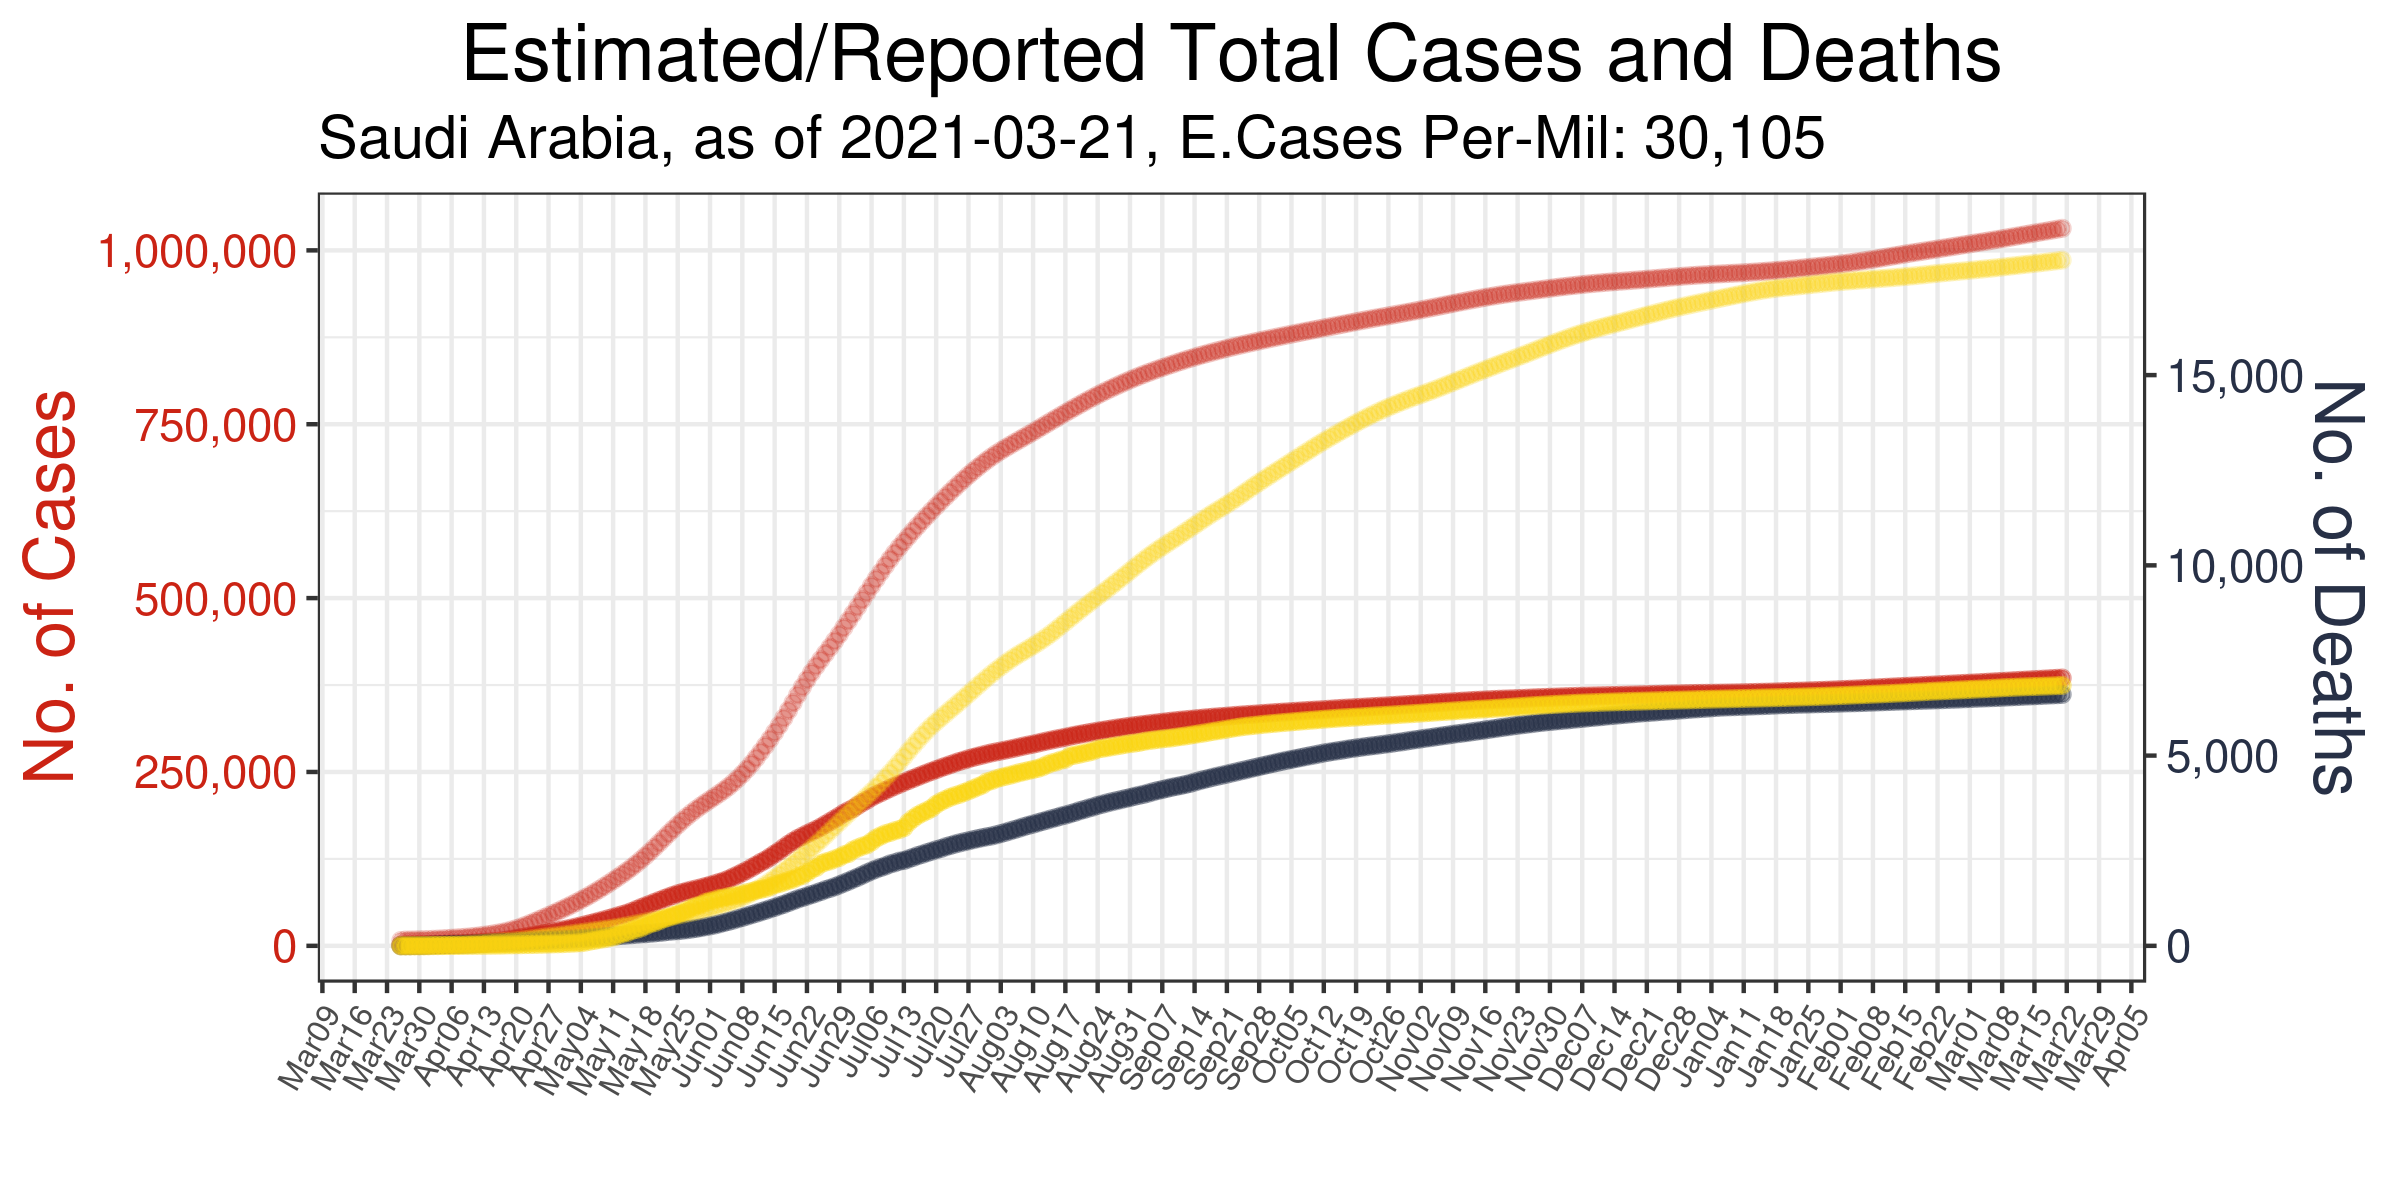 Estimated/Reported Total Cases and Deaths
Saudi Arabia, as of 2021-03-21, E.Cases Per-Mil: 30,105
No. of Cases
1,000,000
750,000
500,000
250,000
0
15,000
10,000
5,000
0
No. of Deaths
Mar09
Mar16
Mar23
Mar30
Apr06
Apr13
Apr20
Apr27
May04
May11
May18
May25
Jun01
Jun08
Jun15
Jun22
Jun29
Jul06
Jul13
Jul20
Jul27
Aug03
Aug10
Aug17
Aug24
Aug31
Sep07
Sep14
Sep21
Sep28
Oct05
Oct12
Oct19
Oct26
Nov02
Nov09
Nov16
Nov23
Nov30
Dec07
Dec14
Dec21
Dec28
Jan04
Jan11
Jan18
Jan25
Feb01
Feb08
Feb15
Feb22
Mar01
Mar08
Mar15
Mar22
Mar29
Apr05